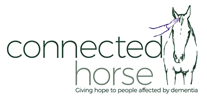 connected
horse
Giving hope to people affected by dementia